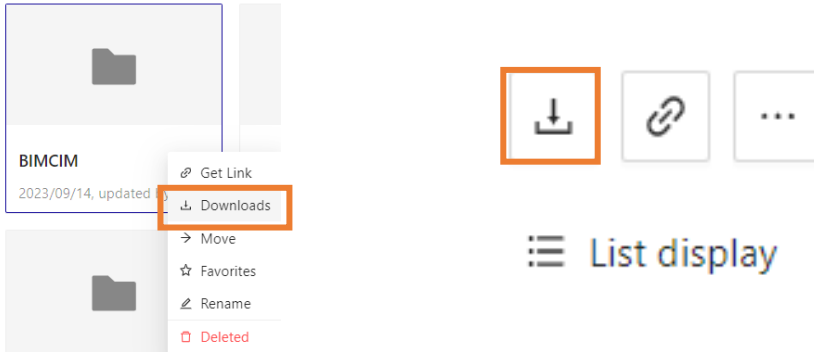 BIMCIM
2023/09/14, updated
Get Link
Downloads
Move
Favorites
Rename
Deleted
List display